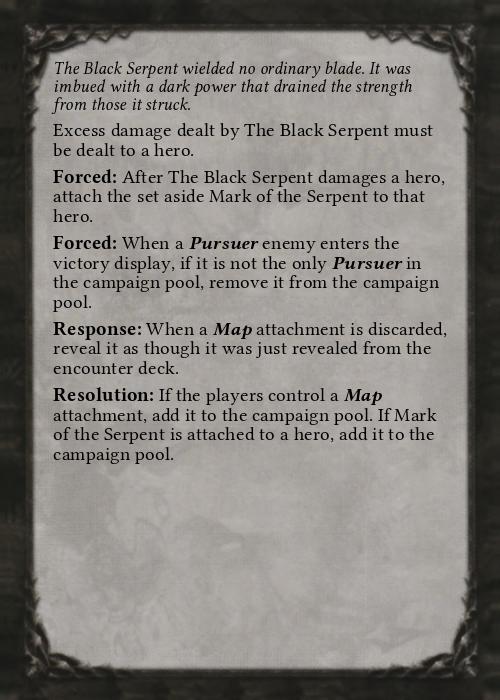 The Black Serpent wielded no ordinary blade. It was
imbued with a dark power that drained the strength
from those it struck.
Excess damage dealt by The Black Serpent must
be dealt to a hero.
Forced: After The Black Serpent damages a hero,
attach the set aside Mark of the Serpent to that
hero.
Forced: When a Pursuer enemy enters the
victory display, if it is not the only Pursuer in
the campaign pool, remove it from the campaign
pool.
Response: When a Map attachment is discarded,
reveal it as though it was just revealed from the
encounter deck.
Resolution: If the players control a Map
attachment, add it to the campaign pool. If Mark
of the Serpent is attached to a hero, add it to the
campaign pool.